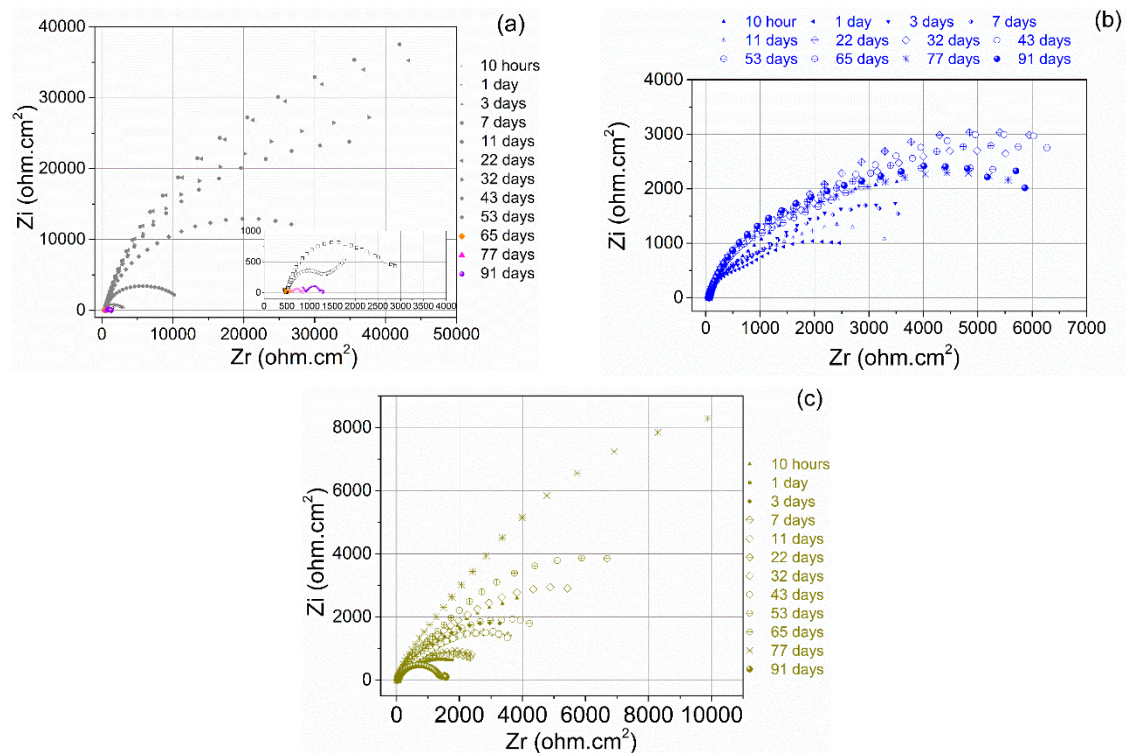 (a)
40000
30000
20000
10000
0
0
10000
20000
30000
40000
50000
Zi (ohm.cm²)
Zr (ohm.cm²)
10 hours
1 day
3 days
7 days
11 days
22 days
32 days
43 days
53 days
65 days
77 days
91 days
1000
500
0
0 500 1000 1500 2000 2500 3000 3500 4000
10 hour 1 day 3 days 7 days
(b)
11 days 22 days 32 days 43 days
53 days 65 days 77 days 91 days
4000
3000
2000
1000
0
0 1000 2000 3000 4000 5000 6000 7000
Zi (ohm.cm²)
Zr (ohm.cm²)
(c)
8000
6000
4000
2000
0
0 2000 4000 6000 8000 10000
Zi (ohm.cm²)
Zr (ohm.cm²)
10 hours
1 day
3 days
7 days
11 days
22 days
32 days
43 days
53 days
65 days
77 days
91 days